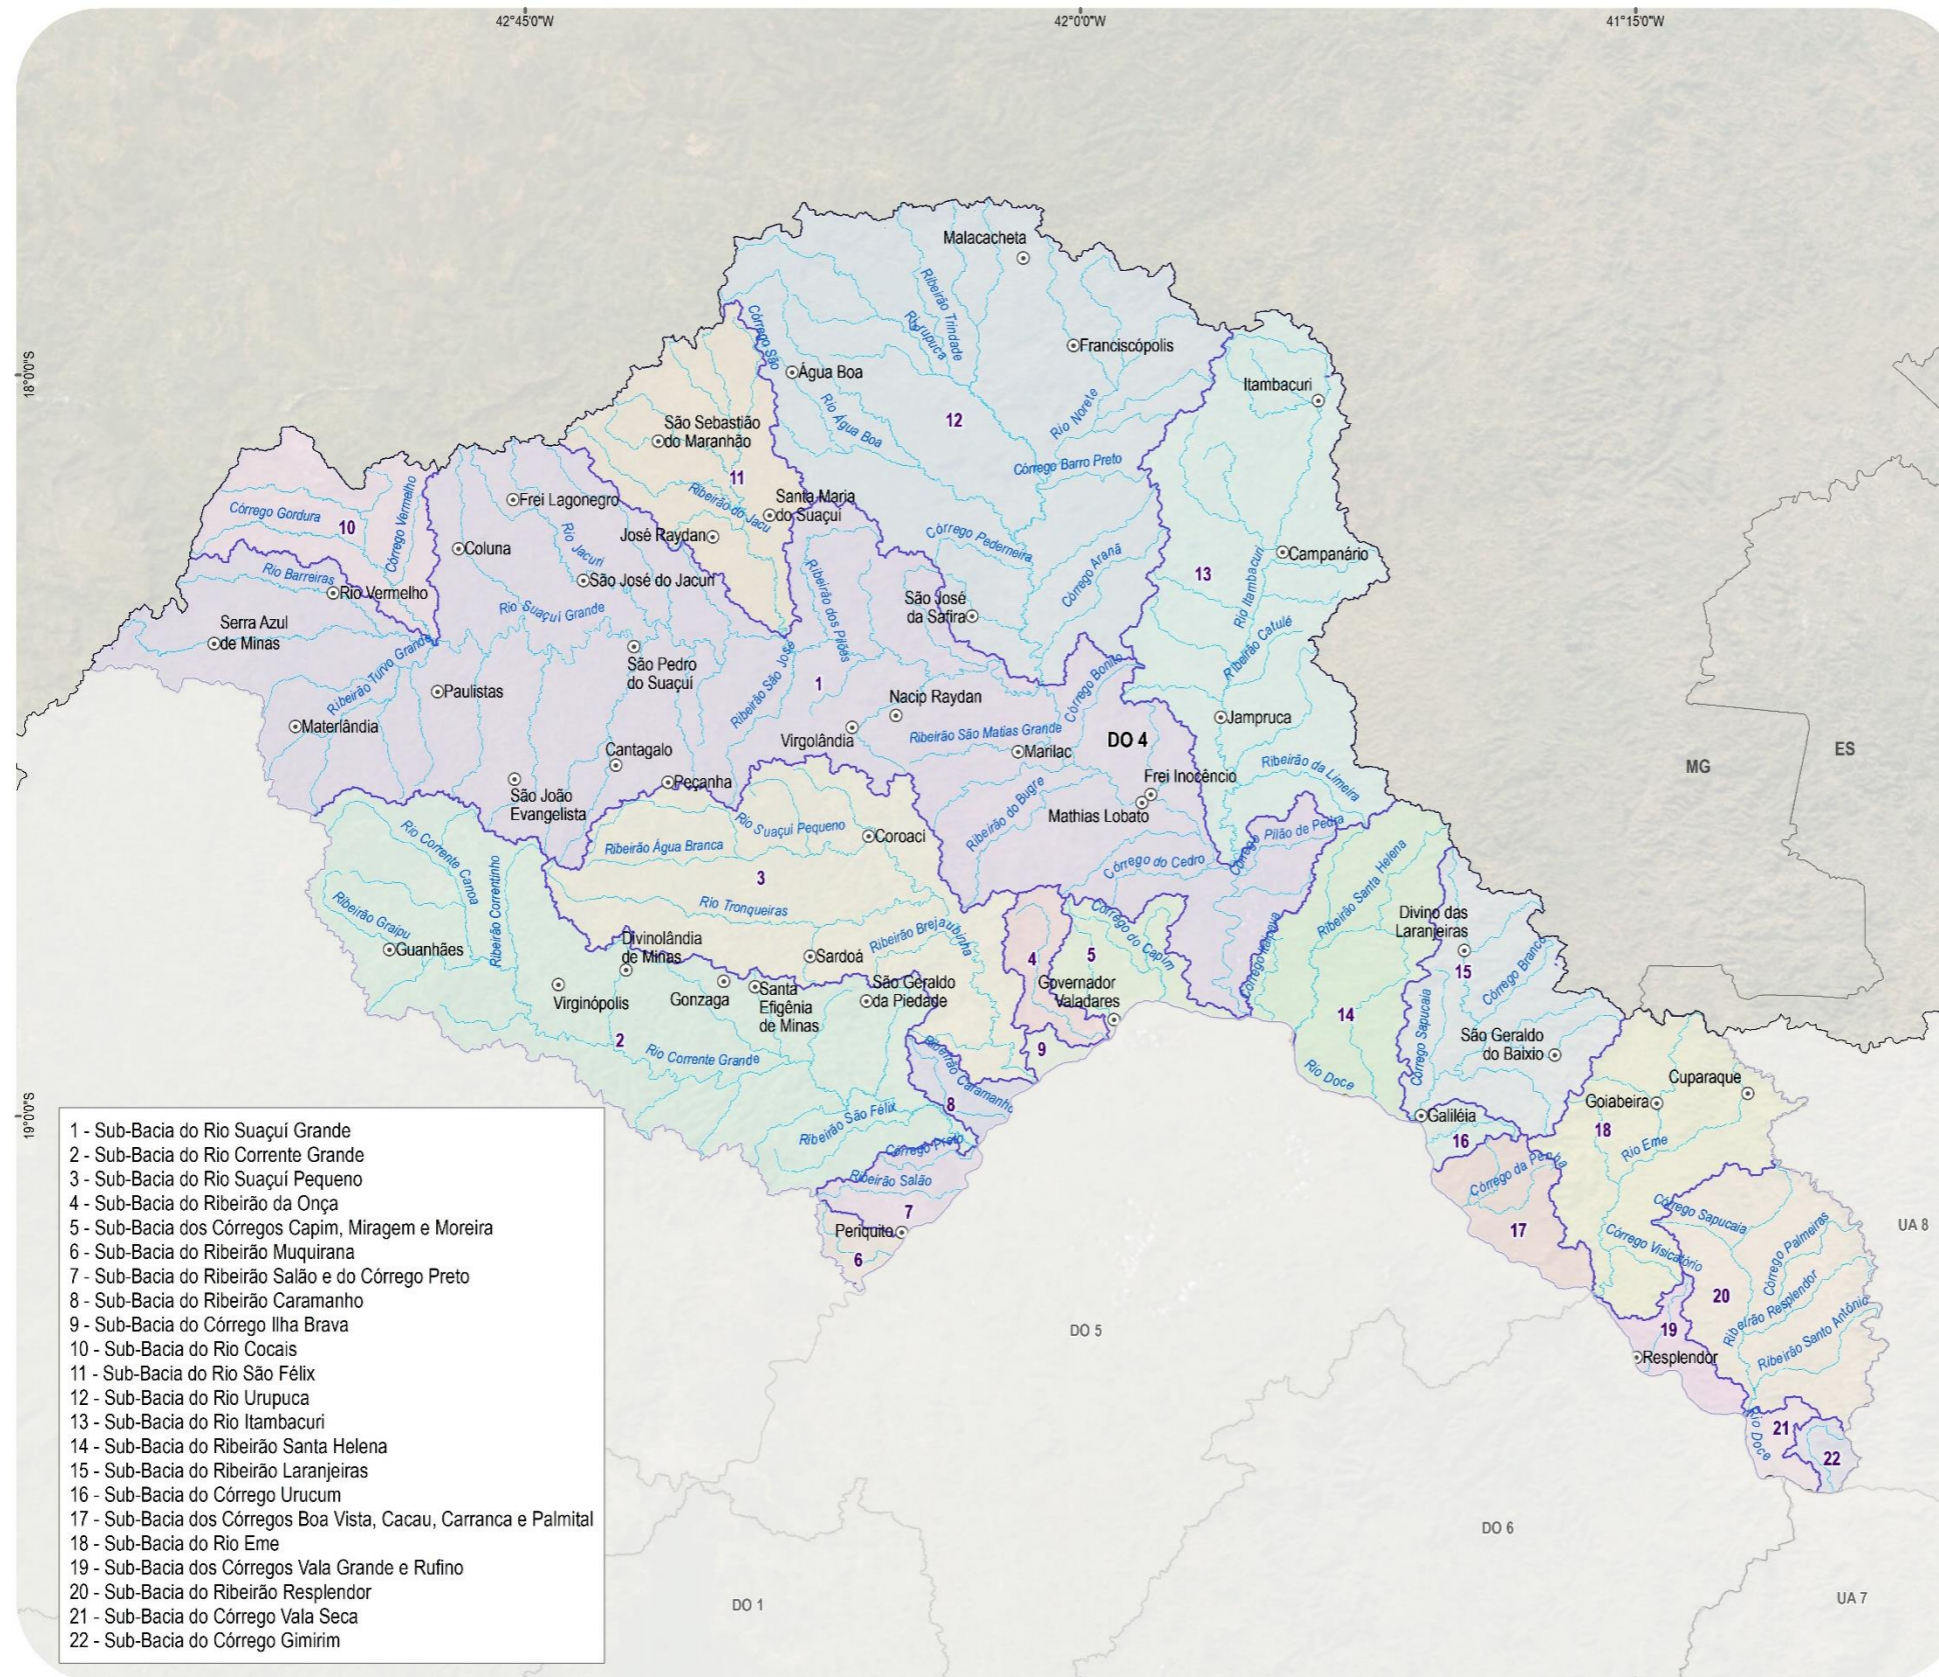 42°45'0"W
42°0'0"W
41°15'0"W
18°0'0"S
19°0'0"S
Malacacheta
Ribeirão Trindade
Rio
Urupuca
Franciscópolis
Córrego São
Água Boa
Rio Água Boa
12
Rio Norete
Córrego Barro Preto
Itambacuri
São Sebastião
do Maranhão
11
Ribeirão do Jacu
Santa Maria
do Suaçuí
José Raydan
Frei Lagonegro
Rio Jacuri
Coluna
São José do Jacuri
Córrego Gordura
10
Córrego Vermelho
Rio Barreiras
Rio Vermelho
Rio Suaçuí Grande
Serra Azul
de Minas
Ribeirão Turvo Grande
Paulistas
Materlândia
São Pedro
do Suaçuí
Ribeirão dos Pilões
Ribeirão São José
1
Córrego Pederneira
Córrego Aranã
São José
da Safira
13
Campanário
Rio Itambacuri
Ribeirão Catulé
Córrego Bonito
Nacip Raydan
Virgolândia
Ribeirão São Matias Grande
Marilac
DO 4
Jampruca
Ribeirão da Limeira
Frei Inocêncio
Mathias Lobato
Ribeirão do Bugre
Cantagalo
Peçanha
São João
Evangelista
Rio Suaçuí Pequeno
Coroaci
Ribeirão Água Branca
3
Rio Tronqueiras
Ribeirão Brejaubinha
Rio Corrente Canoa
Ribeirão Correntinho
Ribeirão Graipu
Guanhães
Divinolândia
de Minas
Virginópolis
Gonzaga
Santa
Efigênia
de Minas
Sardoá
São Geraldo
da Piedade
2
Rio Corrente Grande
Córrego do Cedro
Córrego
Pilão de Pedra
Córrego do Capim
4
5
Governador
Valadares
9
Córrego Itapava
Ribeirão Santa Helena
14
Rio Doce
Divino das
Laranjeiras
15
Córrego Branco
Córrego Sapucaia
São Geraldo
do Baixio
Galiléia
16
Córrego da Penha
17
Cuparaque
Goiabeira
18
Rio Eme
Córrego Sapucaia
Córrego Visicatório
Córrego Palmeiras
20
Ribeirão Resplendor
Ribeirão Santo Antônio
19
Resplendor
Rio Doce
21
22
Ribeirão Caramanho
8
Ribeirão São Félix
Córrego Preto
Ribeirão Salão
7
Periquito
6
MG
ES
UA 8
DO 5
DO 6
DO 1
UA 7
1 - Sub-Bacia do Rio Suaçuí Grande
2 - Sub-Bacia do Rio Corrente Grande
3 - Sub-Bacia do Rio Suaçuí Pequeno
4 - Sub-Bacia do Ribeirão da Onça
5 - Sub-Bacia dos Córregos Capim, Miragem e Moreira
6 - Sub-Bacia do Ribeirão Muquirana
7 - Sub-Bacia do Ribeirão Salão e do Córrego Preto
8 - Sub-Bacia do Ribeirão Caramanho
9 - Sub-Bacia do Córrego Ilha Brava
10 - Sub-Bacia do Rio Cocais
11 - Sub-Bacia do Rio São Félix
12 - Sub-Bacia do Rio Urupuca
13 - Sub-Bacia do Rio Itambacuri
14 - Sub-Bacia do Ribeirão Santa Helena
15 - Sub-Bacia do Ribeirão Laranjeiras
16 - Sub-Bacia do Córrego Urucum
17 - Sub-Bacia dos Córregos Boa Vista, Cacau, Carranca e Palmital
18 - Sub-Bacia do Rio Eme
19 - Sub-Bacia dos Córregos Vala Grande e Rufino
20 - Sub-Bacia do Ribeirão Resplendor
21 - Sub-Bacia do Córrego Vala Seca
22 - Sub-Bacia do Córrego Gimirim